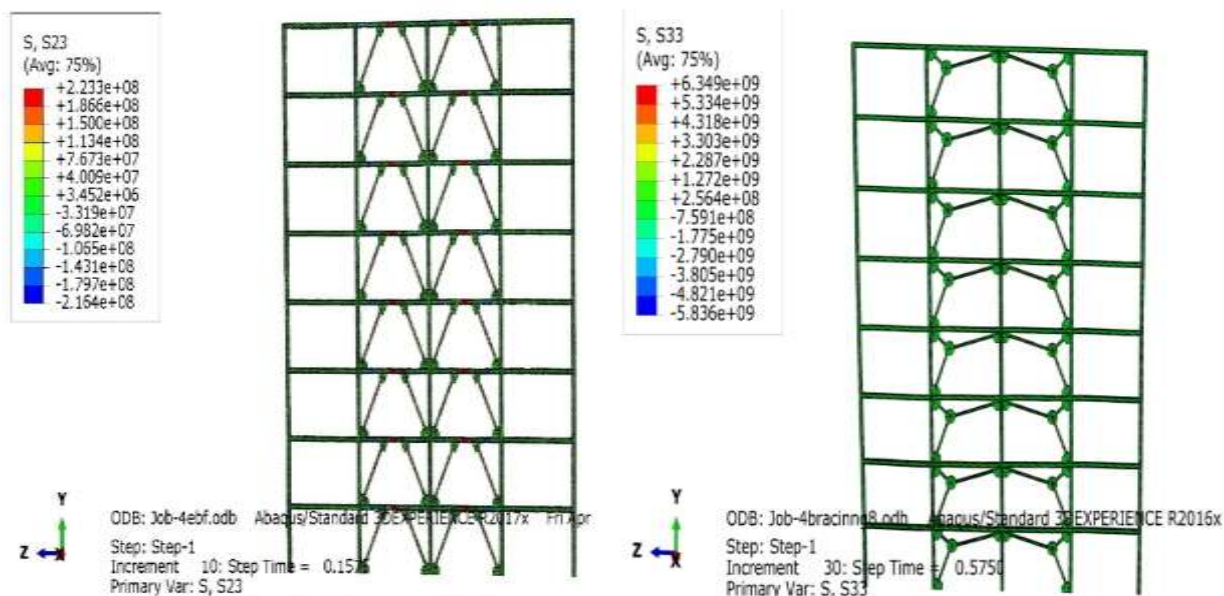 S, S23
(Avg: 75%)
+2.233e+08
+1.866e+08
+1.500e+08
+1.134e+08
+7.673e+07
+4.009e+07
+3.452e+06
-3.319e+07
-6.982e+07
-1.065e+08
-1.431e+08
-1.797e+08
-2.164e+08
Y
Z
X
ODB: Job-4ebf.odb Abaqus/Standard 3DEXPERIENCE R2017x Fri Apr
Step: Step-1
Increment 10: Step Time =
Primary Var: S, S23
S, S33
(Avg: 75%)
+6.349e+09
+5.334e+09
+4.318e+09
+3.303e+09
+2.287e+09
+1.272e+09
+2.564e+08
-7.591e+08
-1.775e+09
-2.790e+09
-3.805e+09
-4.821e+09
-5.836e+09
Y
Z
X
ODB: Job-4bracinng8.odb Abaqus/Standard 3DEXPERIENCE R2016x
Step: Step-1
Increment 30: Step Time = 0.5750
Primary Var: S, S33